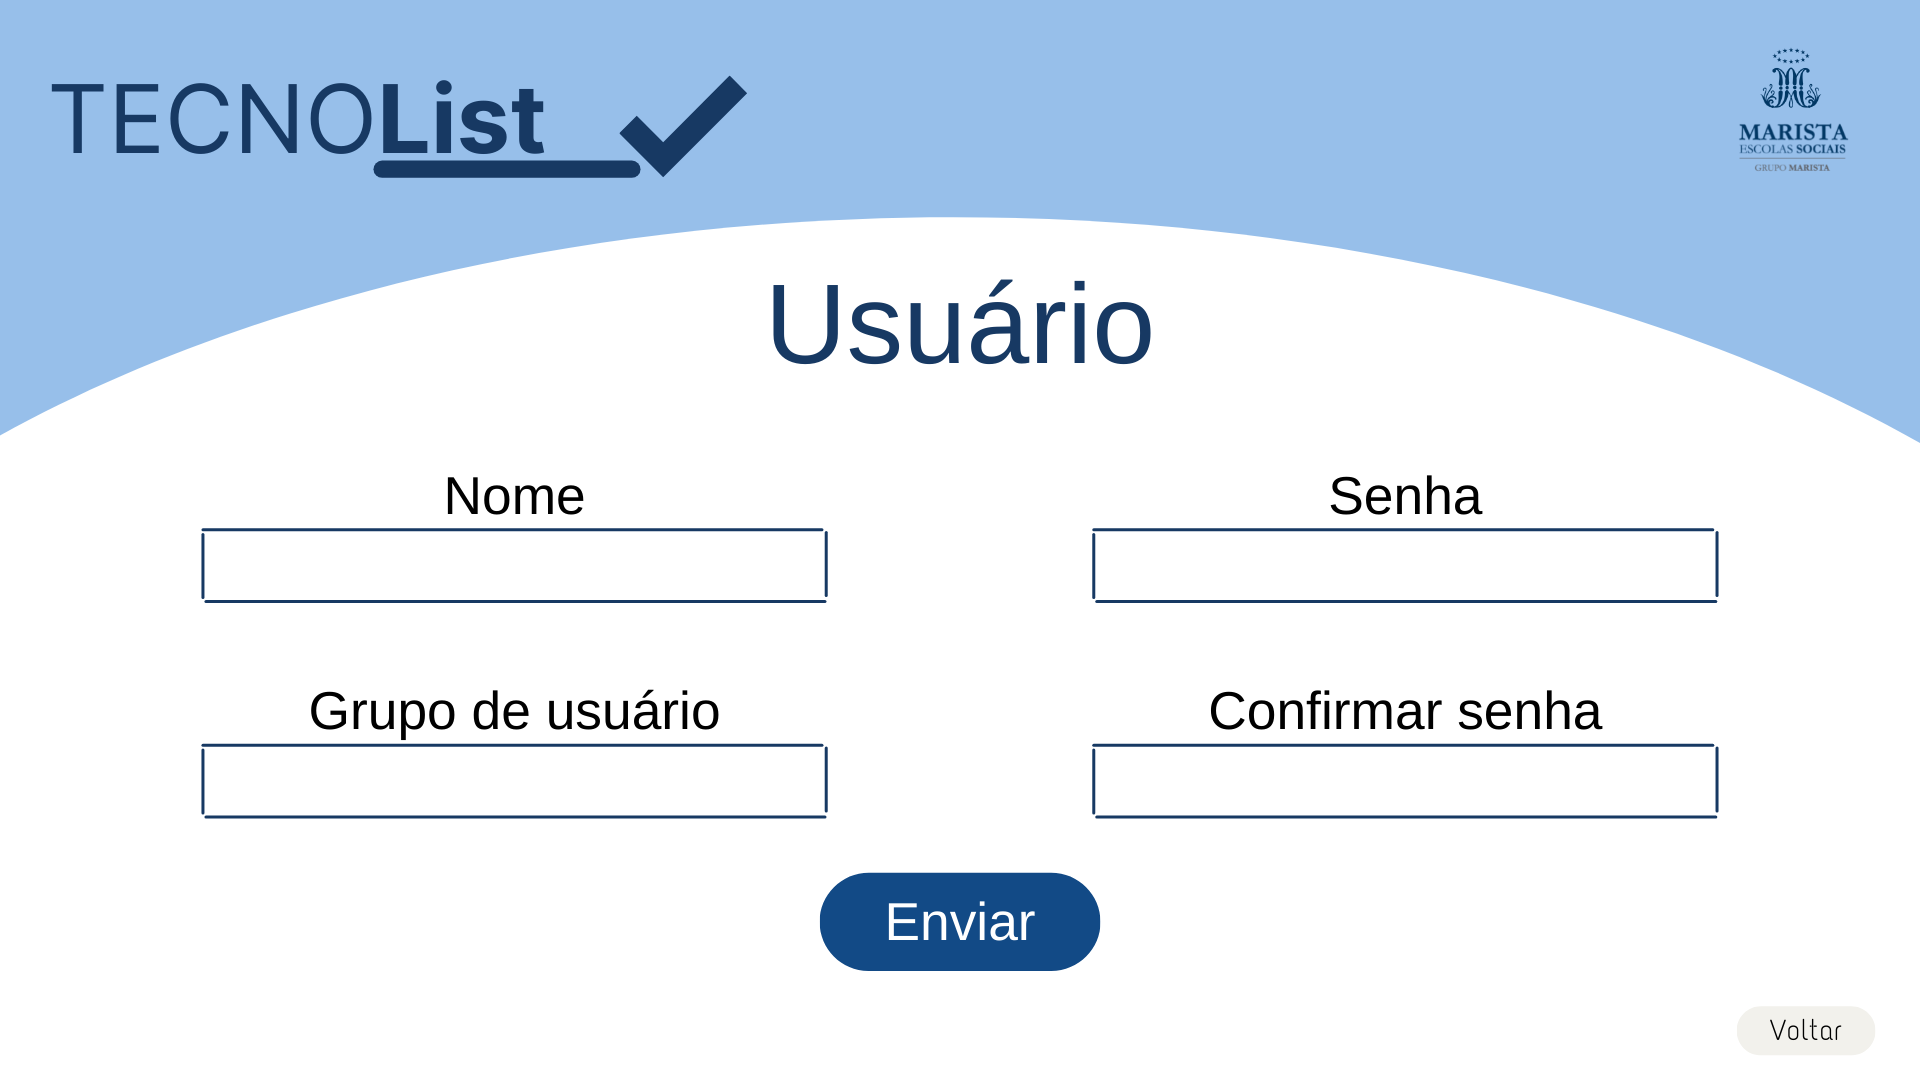 TECNOList
MARISTA
ESCOLAS SOCIAIS
GRUPO MARISTA
Usuário
Nome
Senha
Grupo de usuário
Confirmar senha
Enviar
Voltar